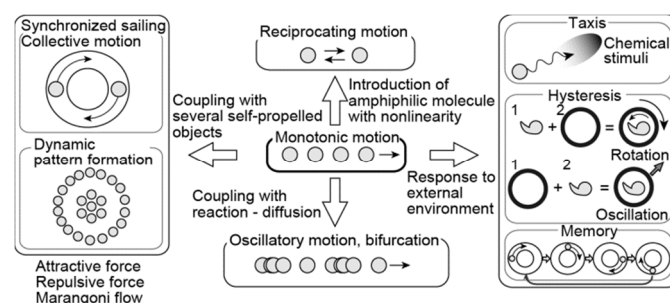 Synchronized sailing
Collective motion
Dynamic
pattern formation
Attractive force
Repulsive force
Marangoni flow
Coupling with
several self-propelled
objects
Reciprocating motion
Introduction of
amphiphilic molecule
with nonlinearity
Monotonic motion
Coupling with
reaction - diffusion
Oscillatory motion, bifurcation
Response to
external
environment
Taxis
Chemical
stimuli
Hysteresis
1 + 2 =
Rotation
1 + 2 =
Oscillation
Memory